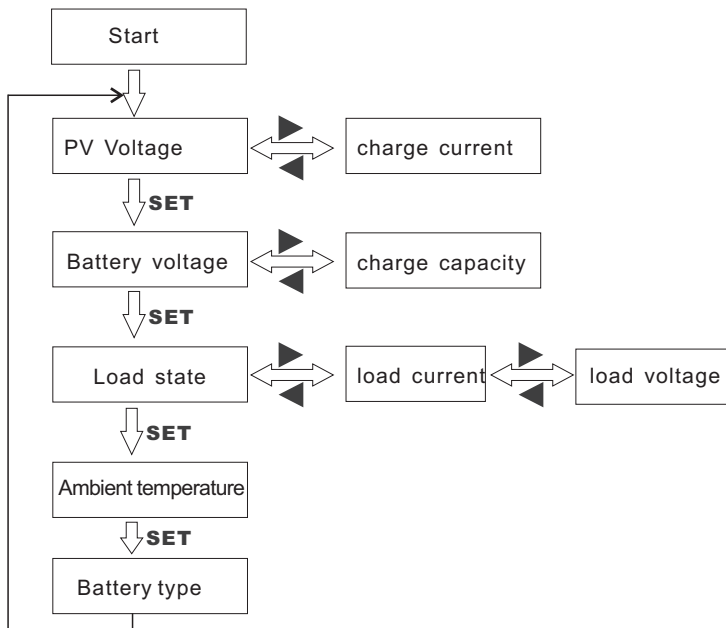 Start
PV Voltage
charge current
SET
Battery voltage
charge capacity
SET
Load state
load current
load voltage
SET
Ambient temperature
SET
Battery type